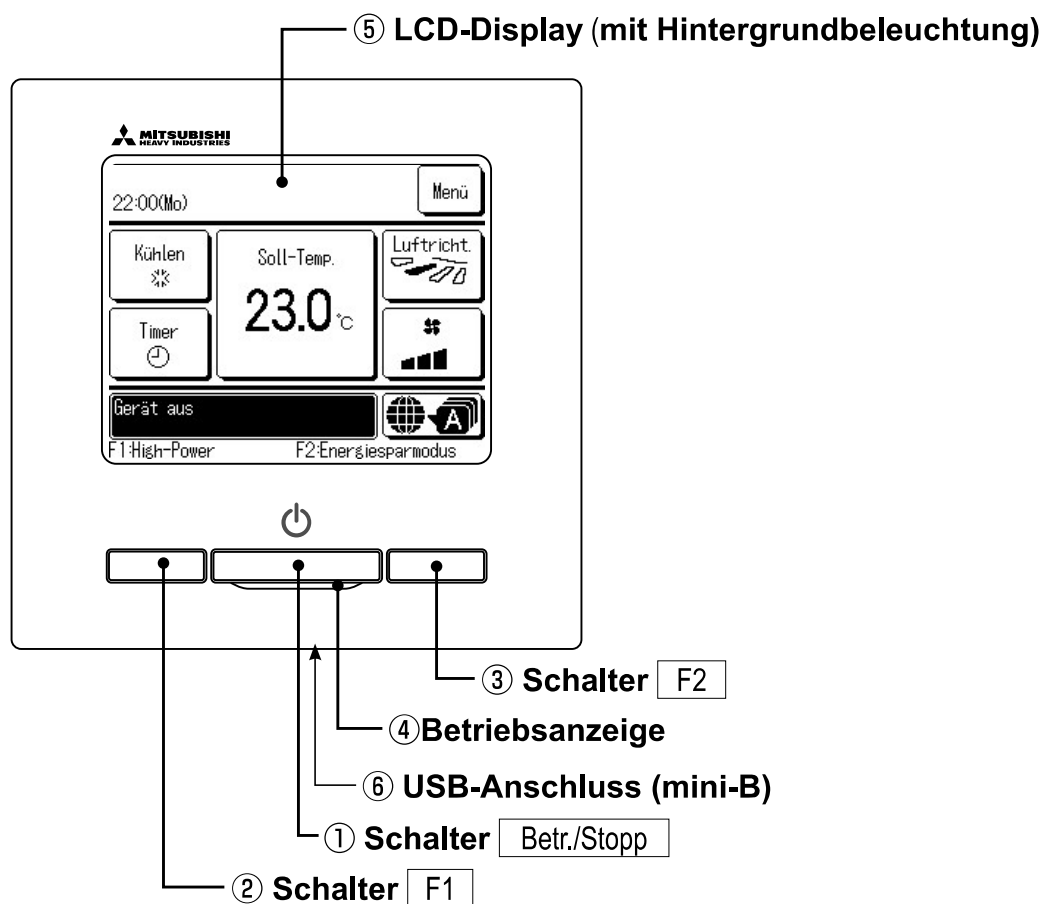 ⑤ LCD-Display (mit Hintergrundbeleuchtung)
MITSUBISHI
HEAVY INDUSTRIES
22:00(Mo)
Menü
Kühlen
Soll-Temp.
Luftricht.
23.0 °C
Timer
Gerät aus
A
F1:High-Power F2:Energiesparmodus
③ Schalter F2
④Betriebsanzeige
⑥ USB-Anschluss (mini-B)
① Schalter Betr./Stopp
② Schalter F1